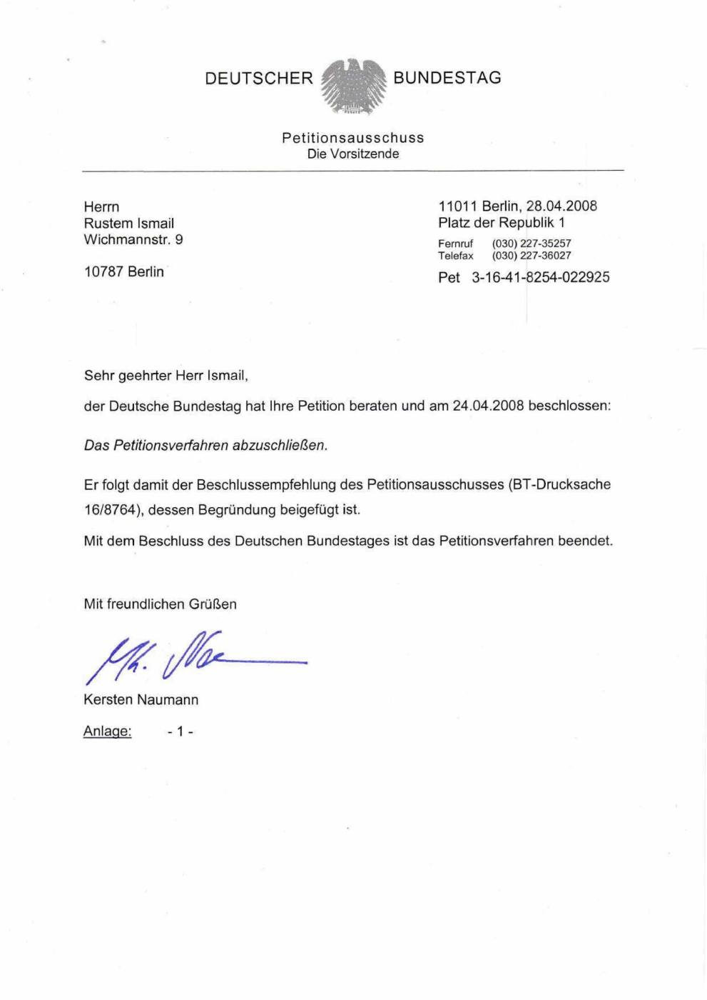 DEUTSCHER BUNDESTAG
Petitionsausschuss
Die Vorsitzende
Herrn
Rustem Ismail
Wichmannstr. 9
10787 Berlin
11011 Berlin, 28.04.2008
Platz der Republik 1
Fernruf (030) 227-35257
Telefax (030) 227-36027
Pet 3-16-41-8254-022925
Sehr geehrter Herr Ismail,
der Deutsche Bundestag hat Ihre Petition beraten und am 24.04.2008 beschlossen:
Das Petitionsverfahren abzuschließen.
Er folgt damit der Beschlussempfehlung des Petitionsausschusses (BT-Drucksache
16/8764), dessen Begründung beigefügt ist.
Mit dem Beschluss des Deutschen Bundestages ist das Petitionsverfahren beendet.
Mit freundlichen Grüßen
Kersten Naumann
Anlage: - 1 -